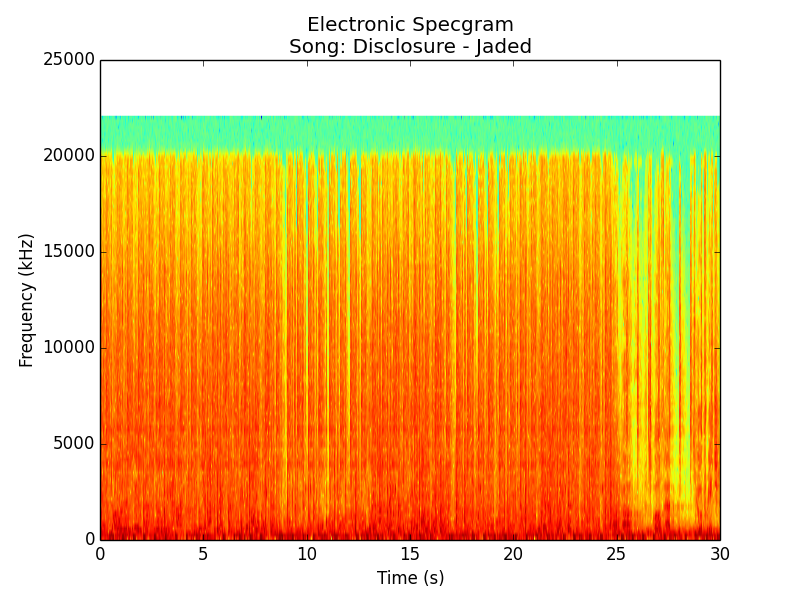 Electronic Specgram
Song: Disclosure - Jaded
25000
20000
15000
10000
5000
0
Frequency (kHz)
0 5 10 15 20 25 30
Time (s)